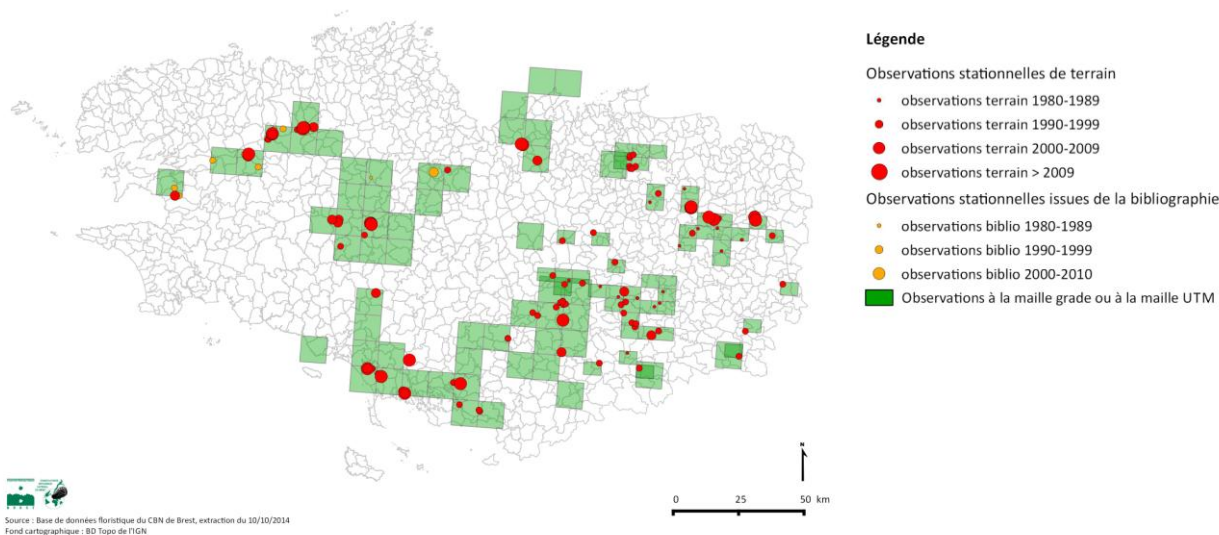 Légende
Observations stationnelles de terrain
observations terrain 1980-1989
observations terrain 1990-1999
observations terrain 2000-2009
observations terrain > 2009
Observations stationnelles issues de la bibliographie
observations biblio 1980-1989
observations biblio 1990-1999
observations biblio 2000-2010
Observations à la maille grade ou à la maille UTM
N
0 25 50 km
Source : Base de données floristique du CBN de Brest, extraction du 10/10/2014
Fond cartographique : BD Topo de l'IGN